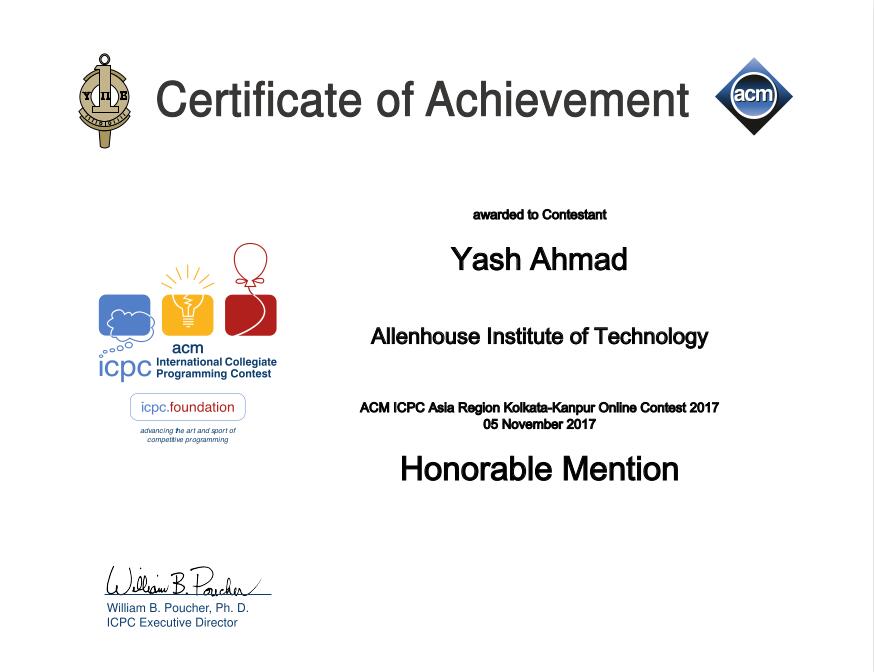 Certificate of Achievement
Υ Π Ε
acm
awarded to Contestant
Yash Ahmad
Allenhouse Institute of Technology
ACM ICPC Asia Region Kolkata-Kanpur Online Contest 2017
05 November 2017
Honorable Mention
acm
icpc International Collegiate
Programming Contest
icpc.foundation
advancing the art and sport of
competitive programming
William B. Poucher
William B. Poucher, Ph. D.
ICPC Executive Director